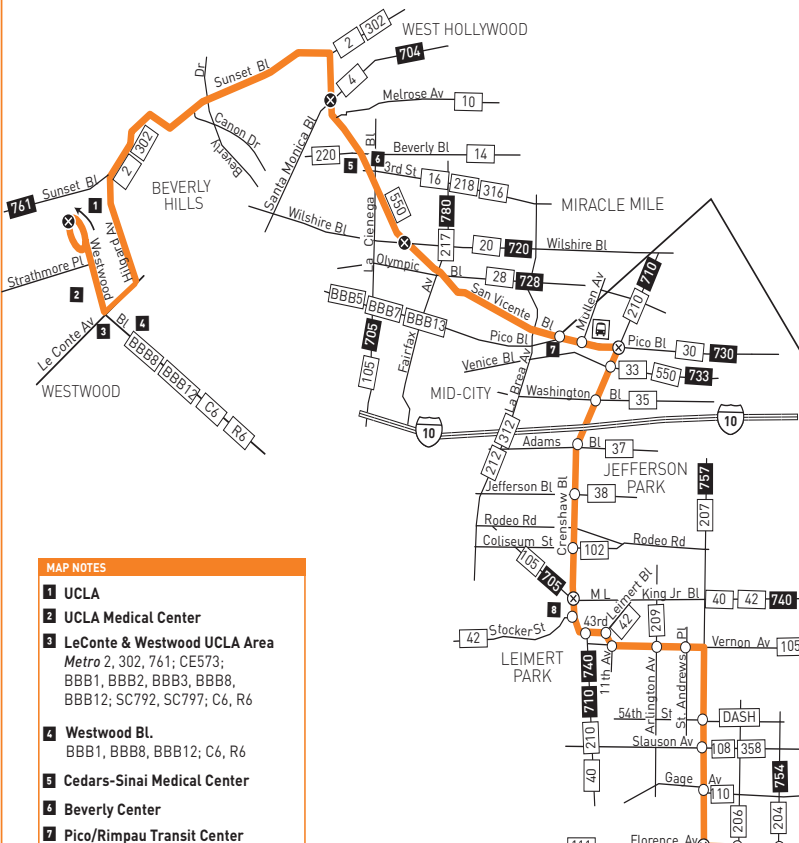 2 302
WEST HOLLYWOOD
704
4
Sunset Bl
Dr
Melrose Av
10
Canon Dr
Beverly
Santa Monica Bl
Bl
220
5
6
Beverly Bl
14
3rd St
16
218
316
2 302
Sunset Bl
761
1
BEVERLY
HILLS
550
780
MIRACLE MILE
Wilshire Bl
La Cienega
217
20
720
Wilshire Bl
Westwood
Hilgard Av
Strathmore Pl
Olympic
Bl
28
728
710
210
2
Av
San Vicente
Bl
Mullen Av
BBB5
BBB7
BBB13
705
105
Fairfax
Pico Bl
7
Pico Bl
30
730
Le Conte Av
3
Bl
4
BBB8
BBB12
C6
R6
WESTWOOD
Venice Bl
33
550
733
La Brea Av
MID-CITY
Washington
Bl
35
10
10
312
212
Adams
Bl
37
JEFFERSON
PARK
757
207
Jefferson Bl
38
Crenshaw Bl
Rodeo Rd
Coliseum St
102
Rodeo Rd
105
705
M L
King Jr Bl
40
42
740
8
Leimert Bl
42
209
43rd
42
Stocker St
LEIMERT
PARK
11th Av
Arlington Av
St. Andrews Pl
Vernon Av
105
740
710
210
40
54th
St
DASH
Slauson Av
108
358
754
204
Gage
Av
110
206
Florence Av
111
MAP NOTES
1 UCLA
2 UCLA Medical Center
3 LeConte & Westwood UCLA Area
Metro 2, 302, 761; CE573;
BBB1, BBB2, BBB3, BBB8,
BBB12; SC792, SC797; C6, R6
4 Westwood Bl.
BBB1, BBB8, BBB12; C6, R6
5 Cedars-Sinai Medical Center
6 Beverly Center
7 Pico/Rimpau Transit Center